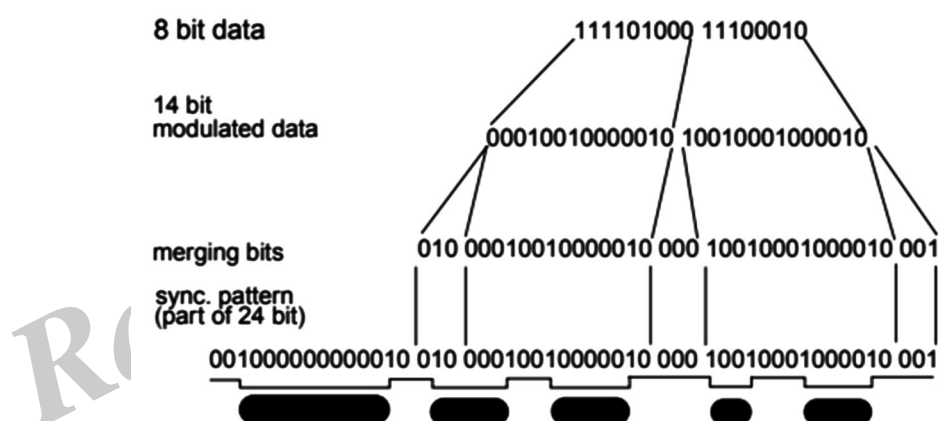 8 bit data 111101000 11100010
14 bit
modulated data 00010010000010 10010001000010
merging bits 010 00010010000010 000 10010001000010 001
sync. pattern
(part of 24 bit)
001000000000010 010 00010010000010 000 10010001000010 001